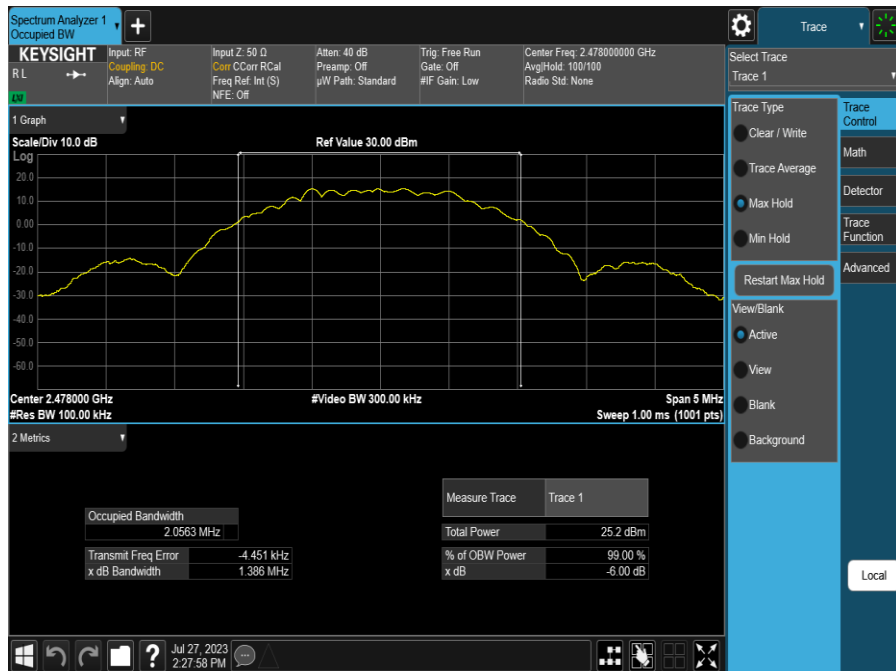 Spectrum Analyzer 1
Occupied BW
Trace
KEYSIGHT
R L
LXI
Input: RF
Coupling: DC
Align: Auto
Input Z: 50 Ω
Corr CCorr RCal
Freq Ref: Int (S)
NFE: Off
Atten: 40 dB
Preamp: Off
µW Path: Standard
Trig: Free Run
Gate: Off
#IF Gain: Low
Center Freq: 2.478000000 GHz
Avg|Hold: 100/100
Radio Std: None
Select Trace
Trace 1
1 Graph
Scale/Div 10.0 dB
Ref Value 30.00 dBm
Log
20.0
10.0
0.00
-10.0
-20.0
-30.0
-40.0
-50.0
-60.0
Center 2.478000 GHz
#Video BW 300.00 kHz
Span 5 MHz
#Res BW 100.00 kHz
Sweep 1.00 ms (1001 pts)
2 Metrics
Occupied Bandwidth
2.0563 MHz
Transmit Freq Error -4.451 kHz
x dB Bandwidth 1.386 MHz
Measure Trace Trace 1
Total Power 25.2 dBm
% of OBW Power 99.00 %
x dB -6.00 dB
Trace Type
Clear / Write
Trace Average
Max Hold
Min Hold
Restart Max Hold
View/Blank
Active
View
Blank
Background
Trace
Control
Math
Detector
Trace
Function
Advanced
Local
Jul 27, 2023
2:27:58 PM